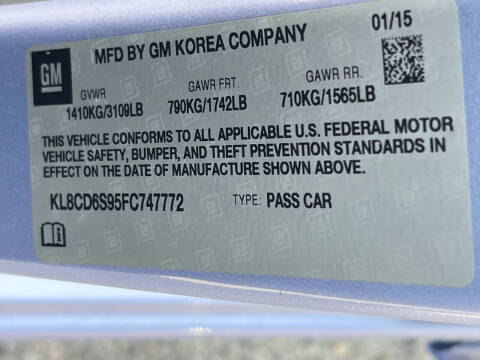 MFD BY GM KOREA COMPANY 01/15
GM
GVWR GAWR FRT. GAWR RR.
1410KG/3109LB 790KG/1742LB 710KG/1565LB
THIS VEHICLE CONFORMS TO ALL APPLICABLE U.S. FEDERAL MOTOR
VEHICLE SAFETY, BUMPER, AND THEFT PREVENTION STANDARDS IN
EFFECT ON THE DATE OF MANUFACTURE SHOWN ABOVE.
KL8CD6S95FC747772 TYPE: PASS CAR